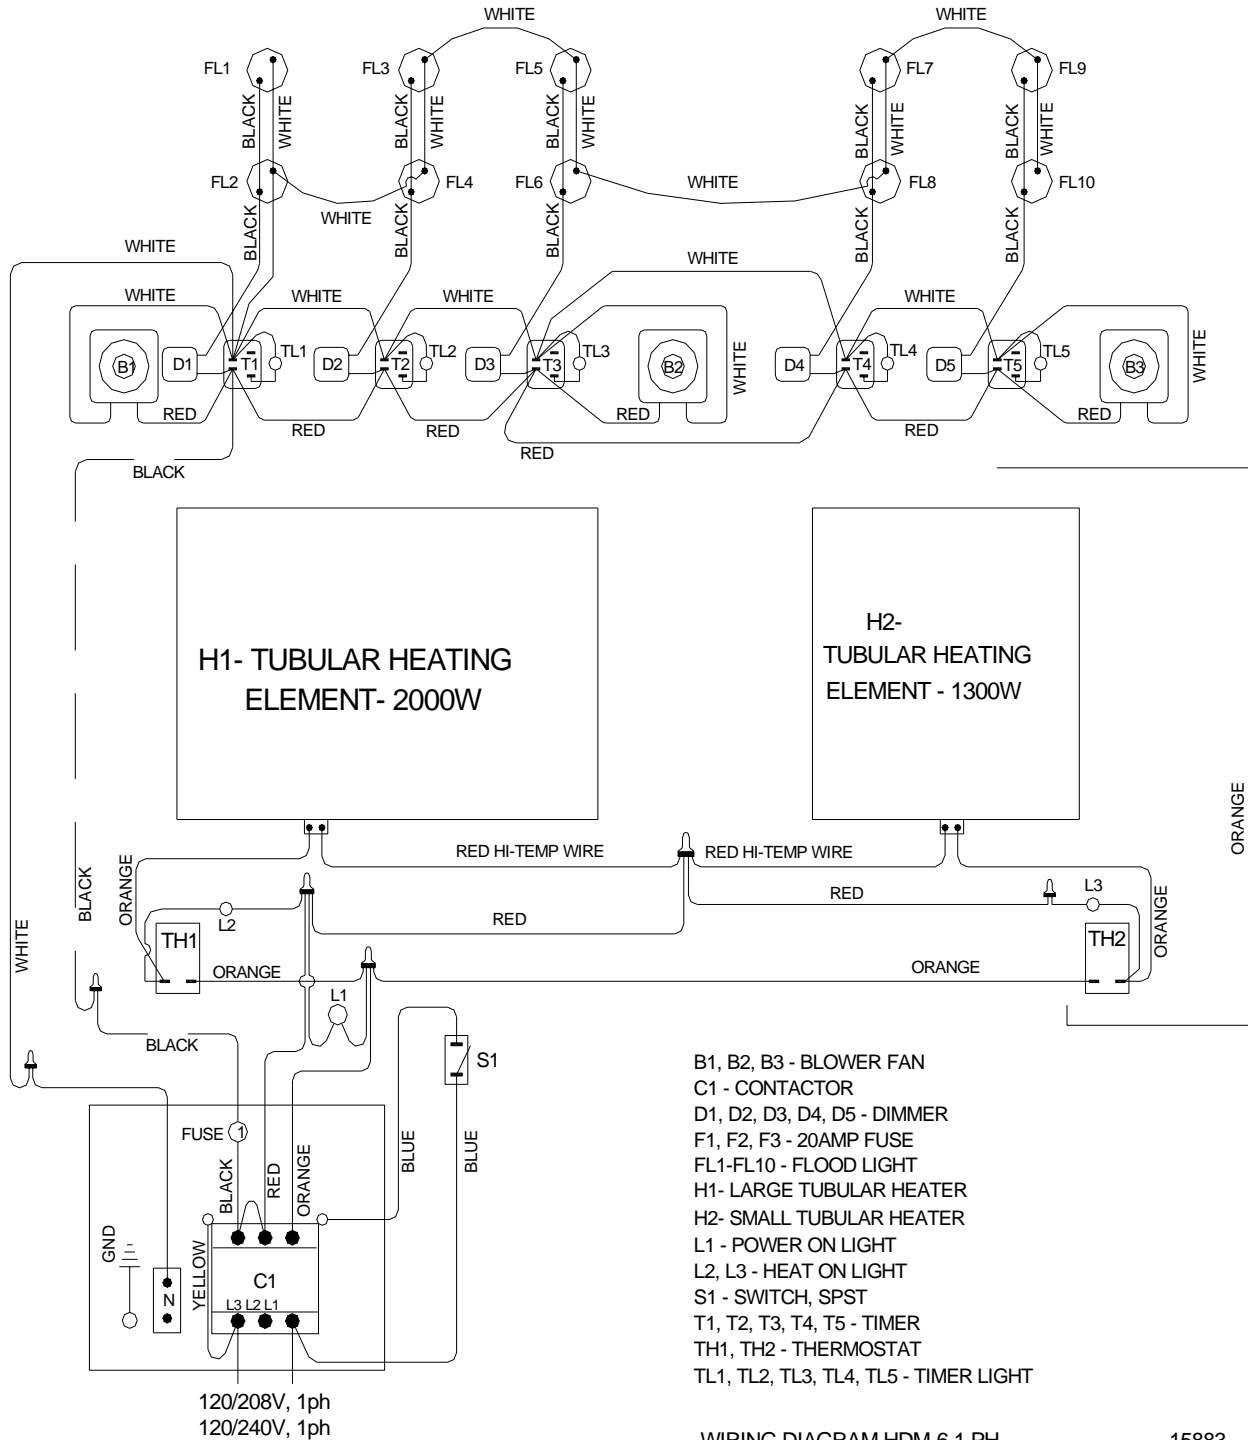 WHITE WHITE
FL1 FL3 FL5 FL7 FL9
BLACK WHITE BLACK WHITE BLACK WHITE BLACK WHITE BLACK WHITE
FL2 FL4 FL6 FL8 FL10
WHITE WHITE
BLACK BLACK BLACK BLACK BLACK
WHITE WHITE
WHITE WHITE WHITE WHITE
B1 D1 T1 TL1 D2 T2 TL2 D3 T3 TL3 B2 WHITE D4 T4 TL4 D5 T5 TL5 B3 WHITE
RED RED RED RED RED RED RED
RED
BLACK
H1- TUBULAR HEATING
ELEMENT- 2000W
H2-
TUBULAR HEATING
ELEMENT - 1300W
ORANGE
RED HI-TEMP WIRE RED HI-TEMP WIRE
WHITE BLACK ORANGE L2 RED RED L3 ORANGE
TH1 ORANGE ORANGE TH2
L1
BLACK
S1
FUSE 1
BLACK RED ORANGE BLUE BLUE
GND YELLOW
N C1
L3 L2 L1
120/208V, 1ph
120/240V, 1ph
B1, B2, B3 - BLOWER FAN
C1 - CONTACTOR
D1, D2, D3, D4, D5 - DIMMER
F1, F2, F3 - 20AMP FUSE
FL1-FL10 - FLOOD LIGHT
H1- LARGE TUBULAR HEATER
H2- SMALL TUBULAR HEATER
L1 - POWER ON LIGHT
L2, L3 - HEAT ON LIGHT
S1 - SWITCH, SPST
T1, T2, T3, T4, T5 - TIMER
TH1, TH2 - THERMOSTAT
TL1, TL2, TL3, TL4, TL5 - TIMER LIGHT
WIRING DIAGRAM HDM-6 1 PH 15883